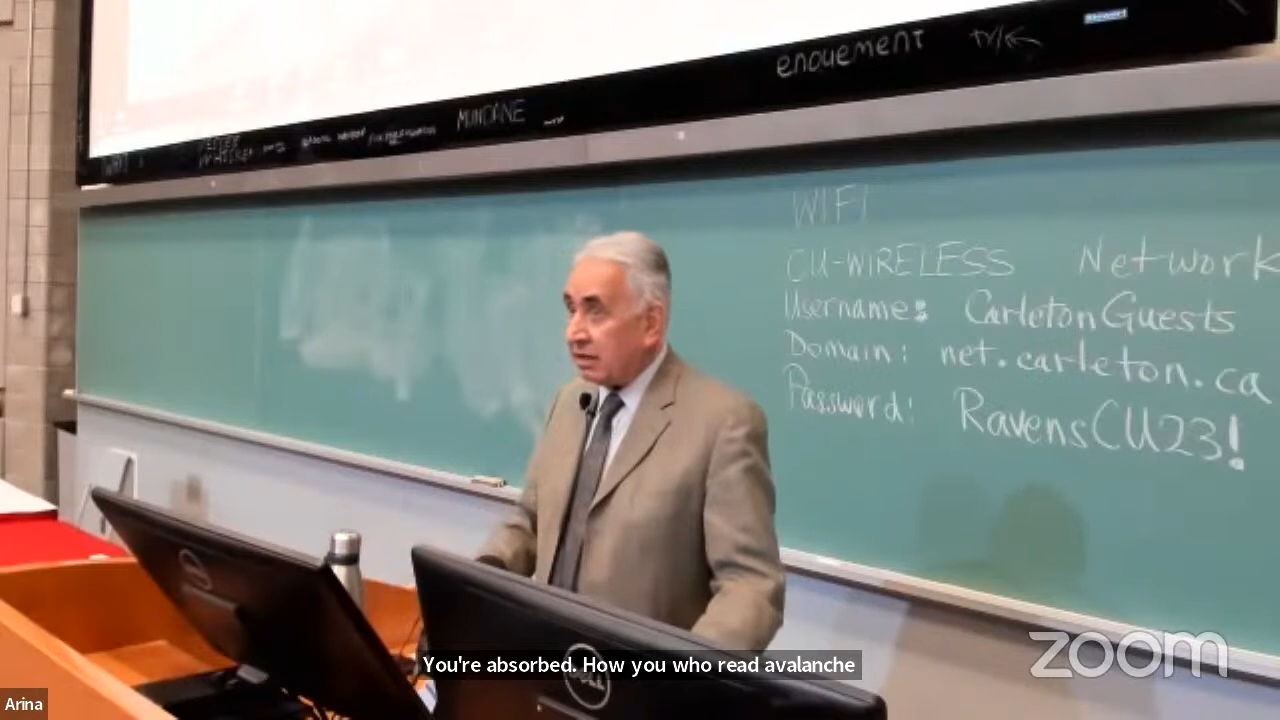 enouement
MUNDANE
WIFI
CU-WIRELESS Network
Username: CarletonGuests
Domain: net.carleton.ca
Password: RavensCU23!
DELL
You're absorbed. How you who read avalanche
zoom
Arina